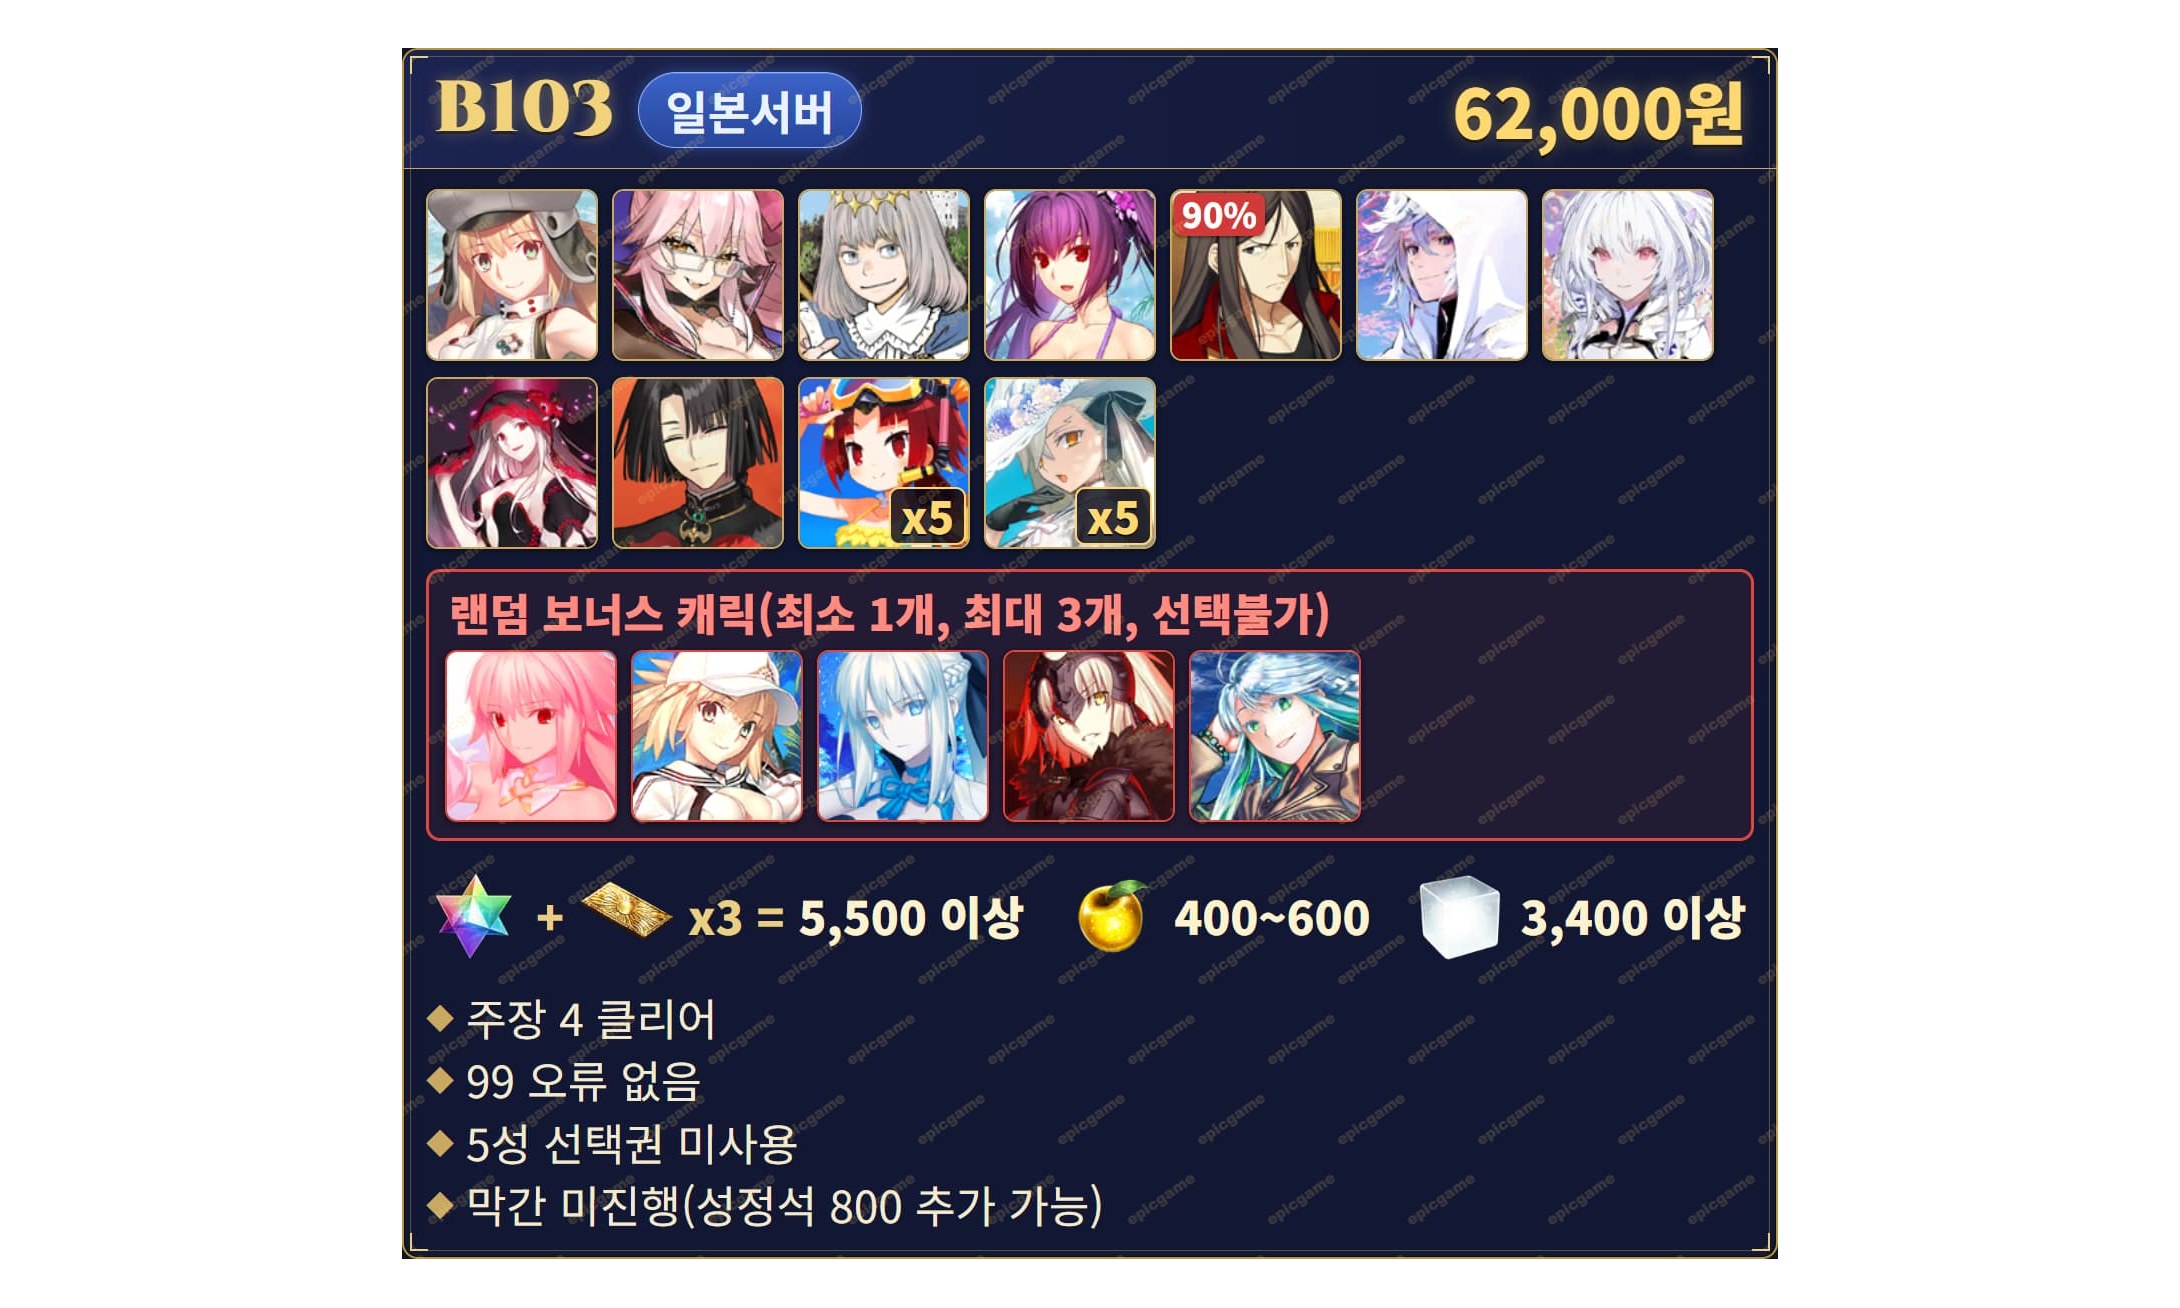 B103 일본서버 62,000원
90%
x5 x5
랜덤 보너스 캐릭(최소 1개, 최대 3개, 선택불가)
+ x3 = 5,500 이상 400~600 3,400 이상
주장 4 클리어
99 오류 없음
5성 선택권 미사용
막간 미진행(성정석 800 추가 가능)
epicgame